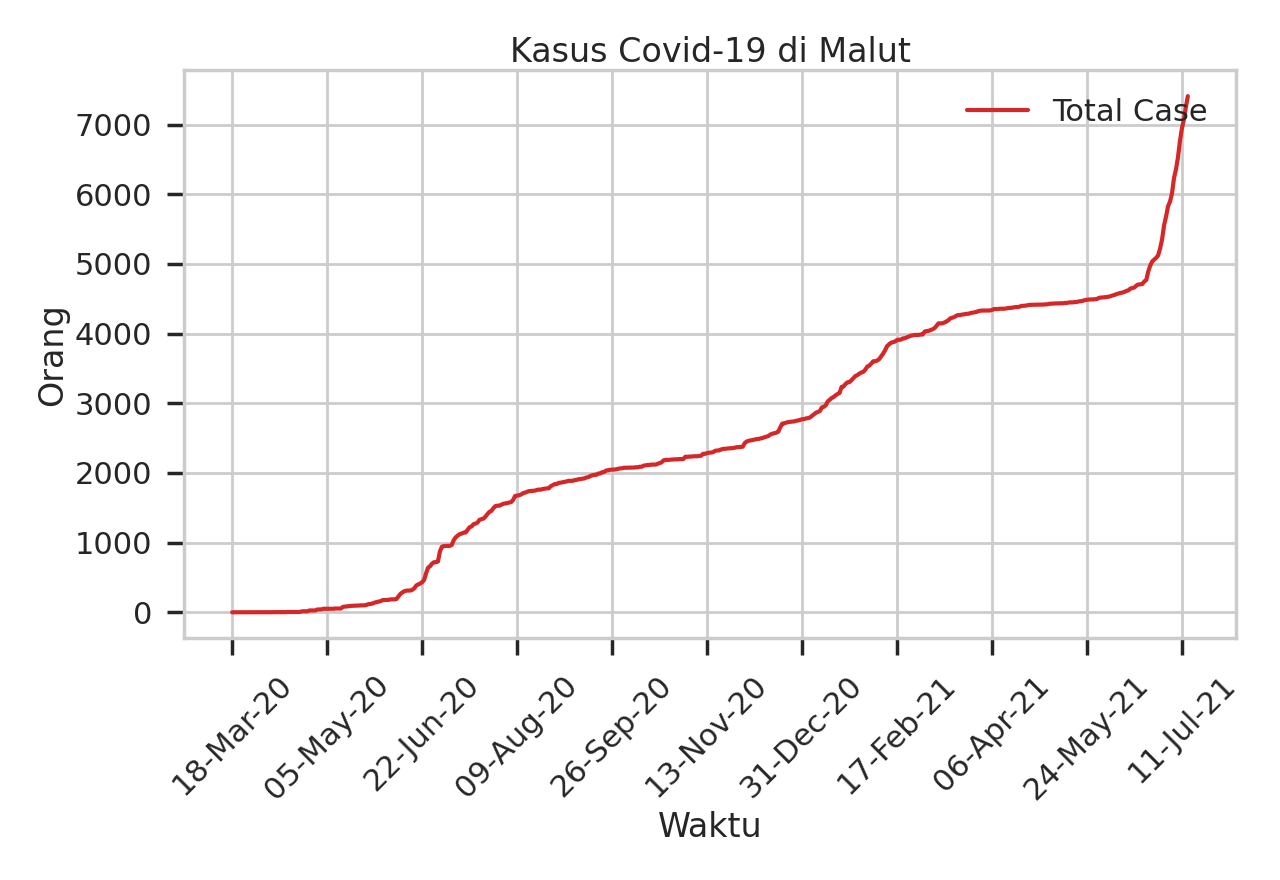 Kasus Covid-19 di Malut
Total Case
7000
6000
5000
4000
3000
2000
1000
0
Orang
18-Mar-20
05-May-20
22-Jun-20
09-Aug-20
26-Sep-20
13-Nov-20
31-Dec-20
17-Feb-21
06-Apr-21
24-May-21
11-Jul-21
Waktu